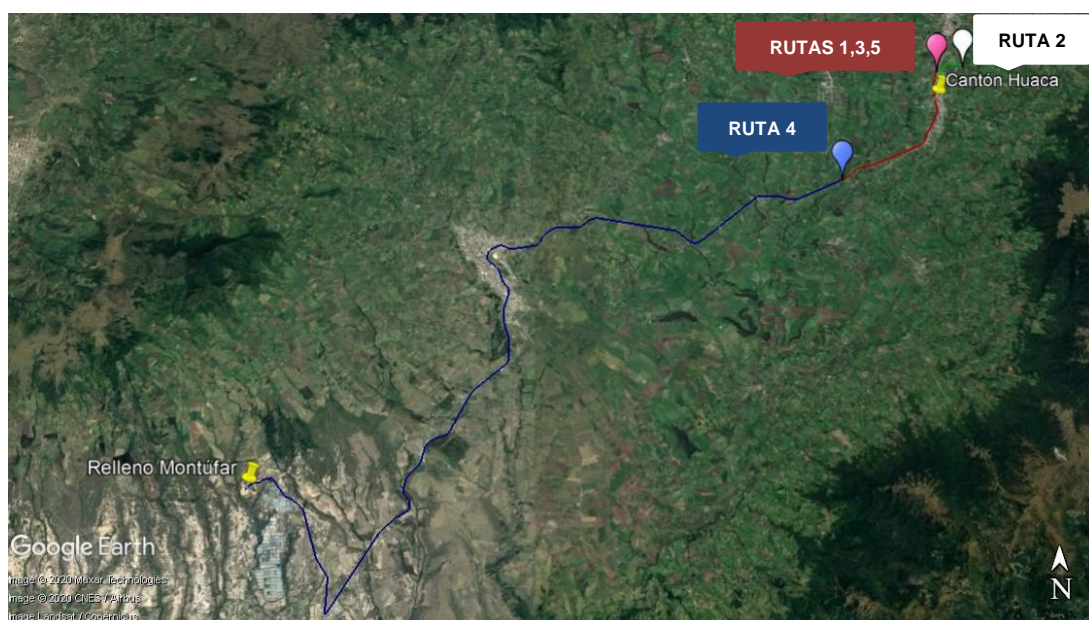 RUTAS 1,3,5
RUTA 2
Cantón Huaca
RUTA 4
Relleno Montúfar
Google Earth
Image © 2020 Maxar Technologies
Image © 2020 CNES / Airbus
Image Landsat / Copernicus
N